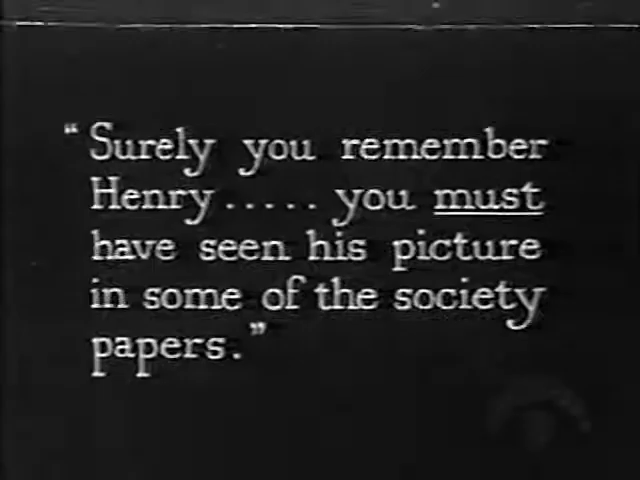 “Surely you remember
Henry..... you must
have seen his picture
in some of the society
papers.”